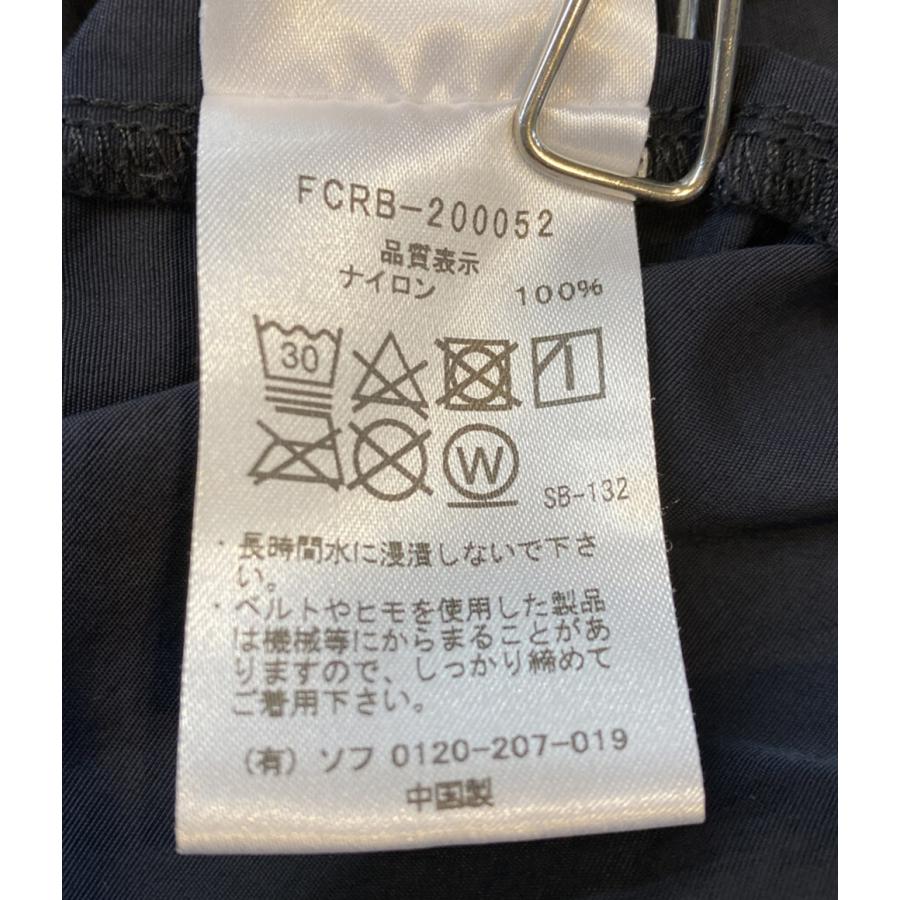 FCRB-200052
品質表示
ナイロン 100%
30
W
SB-132
・長時間水に浸漬しないで下さ
い。
・ベルトやヒモを使用した製品
は機械等にからまることがあ
りますので、しっかり締めて
ご着用下さい。
(有) ソフ 0120-207-019
中国製